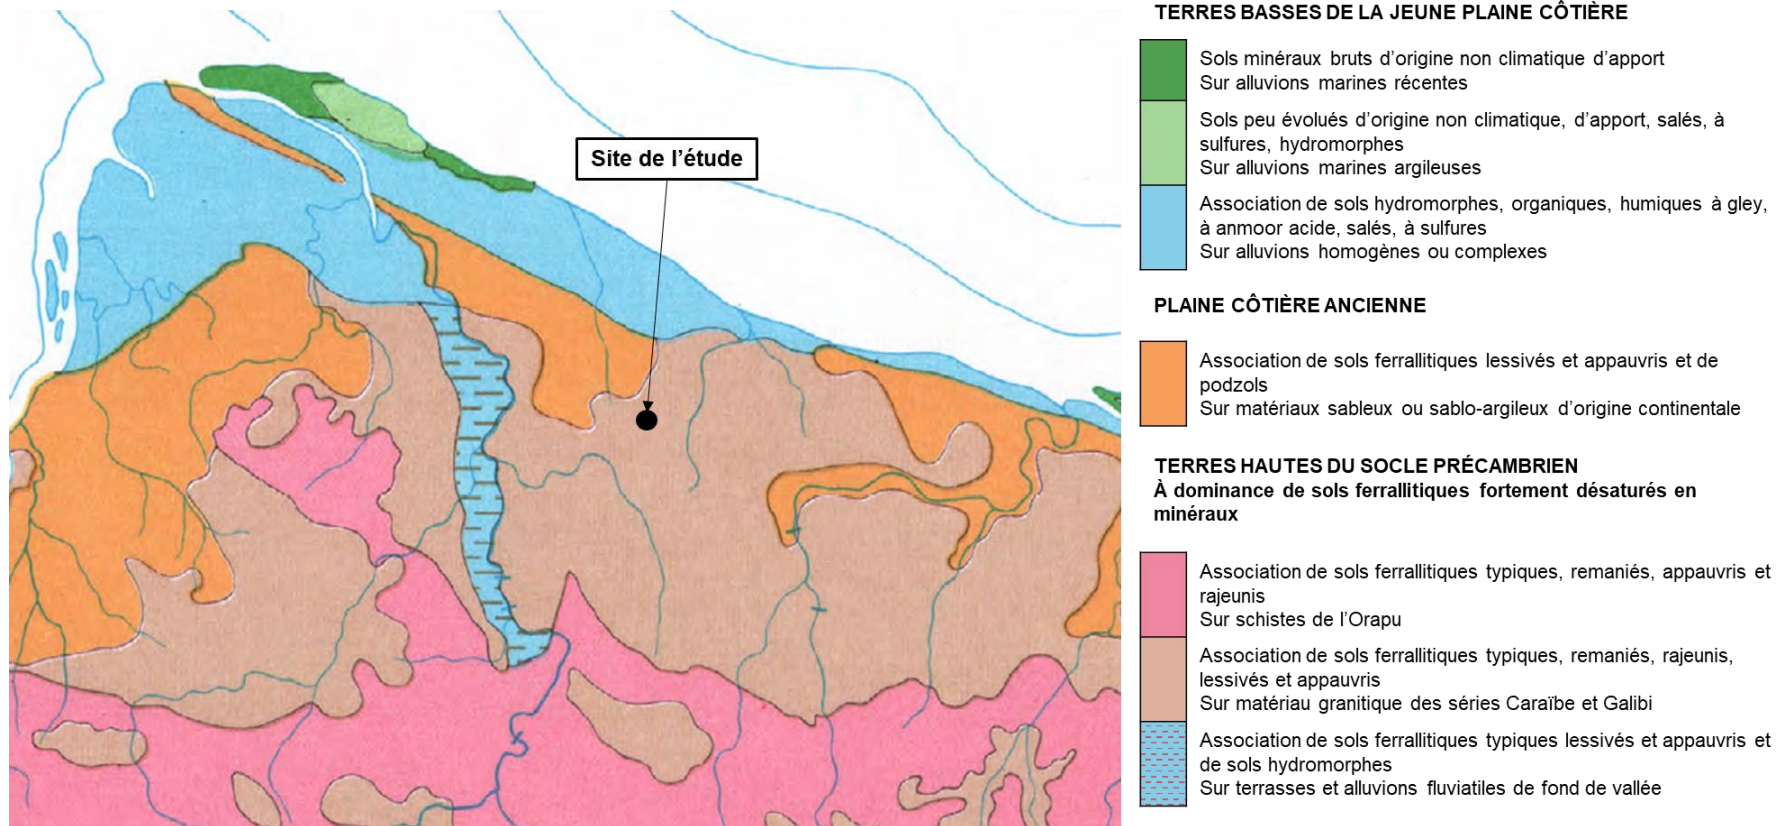 Site de l’étude
TERRES BASSES DE LA JEUNE PLAINE CÔTIÈRE
Sols minéraux bruts d’origine non climatique d’apport
Sur alluvions marines récentes
Sols peu évolués d’origine non climatique, d’apport, salés, à
sulfures, hydromorphes
Sur alluvions marines argileuses
Association de sols hydromorphes, organiques, humiques à gley,
à anmoor acide, salés, à sulfures
Sur alluvions homogènes ou complexes
PLAINE CÔTIÈRE ANCIENNE
Association de sols ferrallitiques lessivés et appauvris et de
podzols
Sur matériaux sableux ou sablo-argileux d’origine continentale
TERRES HAUTES DU SOCLE PRÉCAMBRIEN
À dominance de sols ferrallitiques fortement désaturés en
minéraux
Association de sols ferrallitiques typiques, remaniés, appauvris et
rajeunis
Sur schistes de l’Orapu
Association de sols ferrallitiques typiques, remaniés, rajeunis,
lessivés et appauvris
Sur matériau granitique des séries Caraïbe et Galibi
Association de sols ferrallitiques typiques lessivés et appauvris et
de sols hydromorphes
Sur terrasses et alluvions fluviatiles de fond de vallée